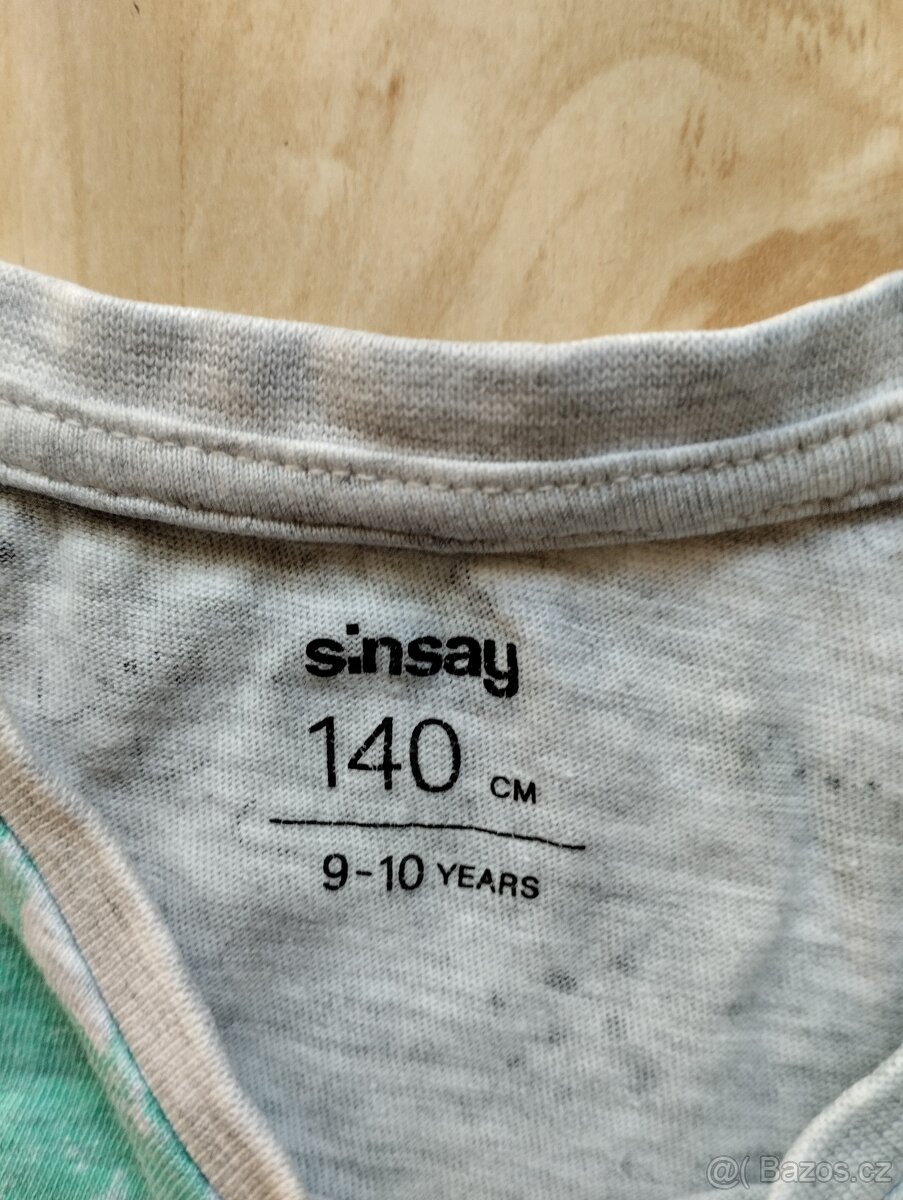 sinsay
140 CM
9-10 YEARS
@( Bazos.cz